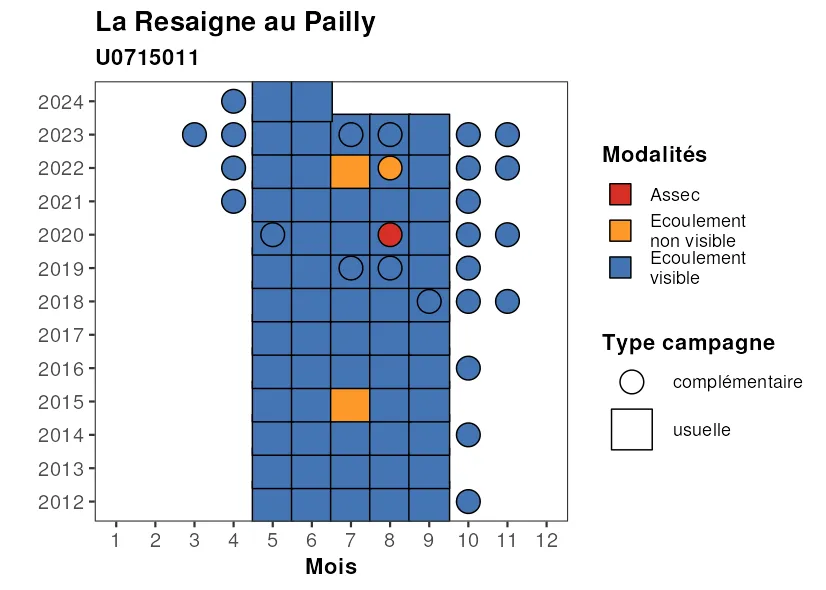 La Resaigne au Pailly
U0715011
2024
2023
2022
2021
2020
2019
2018
2017
2016
2015
2014
2013
2012
1 2 3 4 5 6 7 8 9 10 11 12
Mois
Modalités
Assec
Ecoulement
non visible
Ecoulement
visible
Type campagne
complémentaire
usuelle